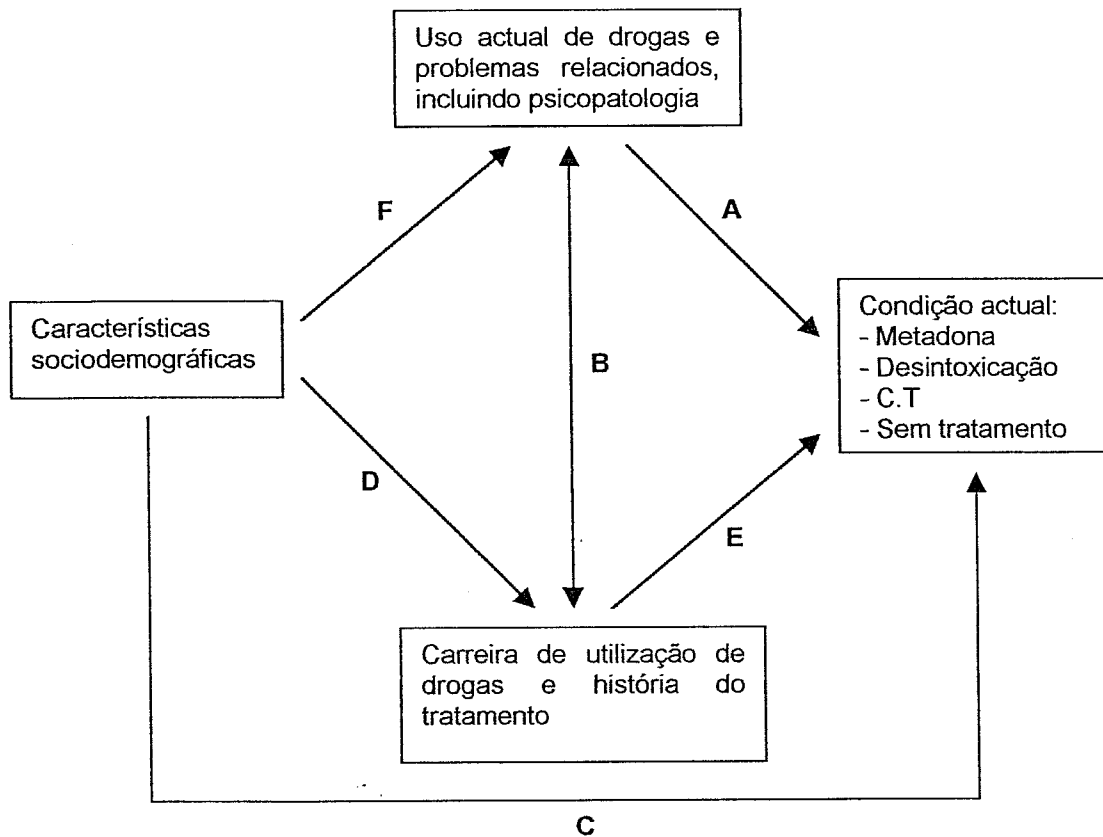 Uso actual de drogas e
problemas relacionados,
incluindo psicopatologia
F
A
Características
sociodemográficas
B
Condição actual:
- Metadona
- Desintoxicação
- C.T
- Sem tratamento
D
E
Carreira de utilização de
drogas e história do
tratamento
C